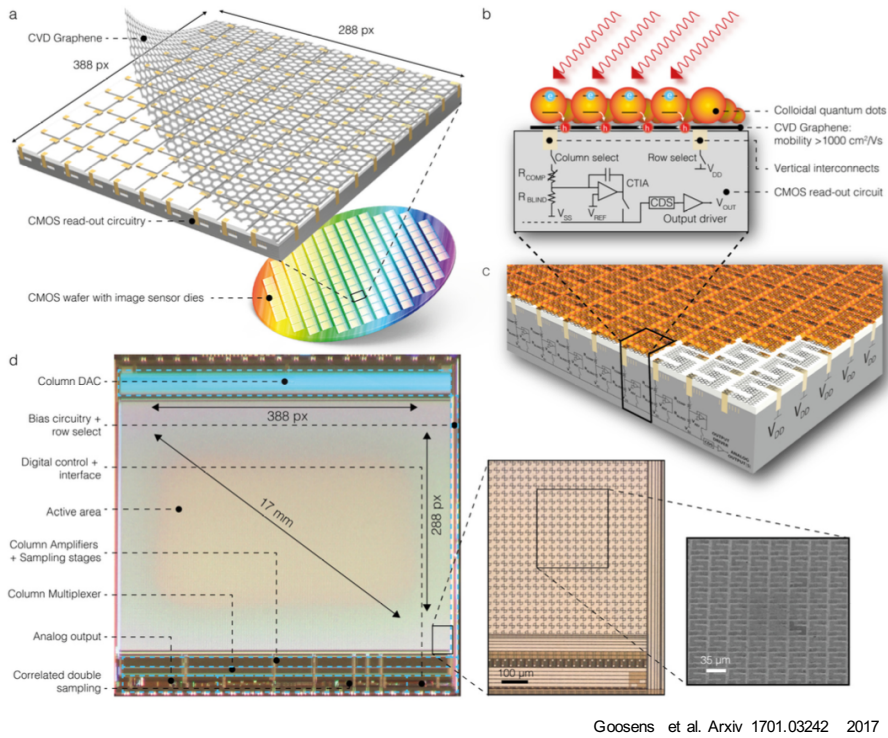 a
288 px
CVD Graphene
388 px
CMOS read-out circuitry
CMOS wafer with image sensor dies
b
Colloidal quantum dots
CVD Graphene:
mobility >1000 cm²/Vs
Vertical interconnects
CMOS read-out circuit
h h h h
Column select
Row select
V_DD
R_COMP
CTIA
R_BLIND
V_SS
V_REF
CDS
V_OUT
Output driver
c
V_DD V_DD V_DD V_DD V_DD
d
Column DAC
388 px
Bias circuitry +
row select
Digital control +
interface
288 px
17 mm
Active area
Column Amplifiers
+ Sampling stages
Column Multiplexer
Analog output
Correlated double
sampling
100 µm
35 µm
Goosens et al. Arxiv 1701.03242 2017